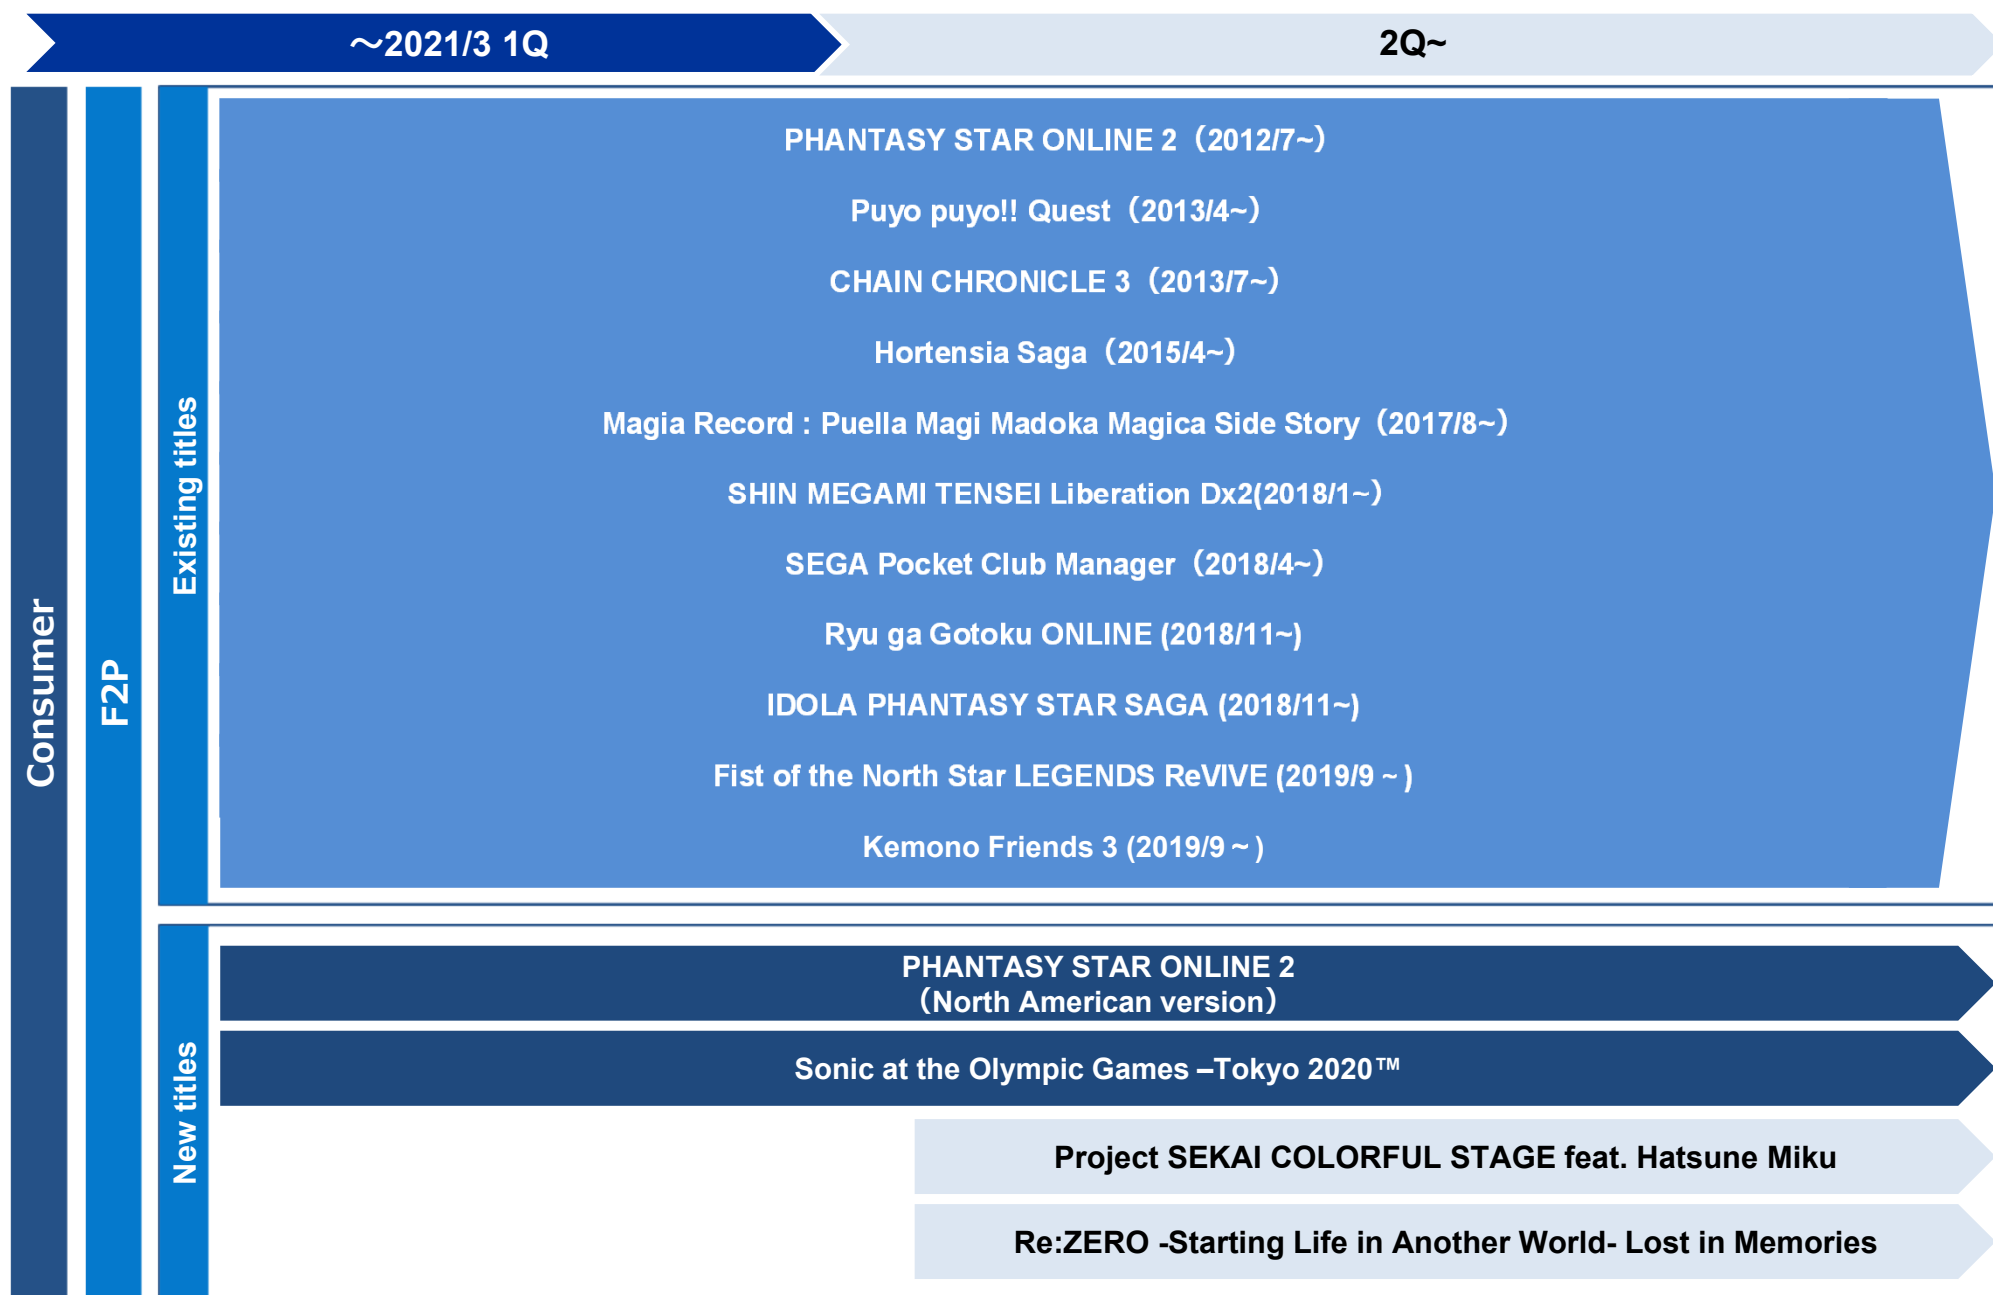 ～2021/3 1Q
2Q~
Consumer
F2P
Existing titles
PHANTASY STAR ONLINE 2（2012/7~）
Puyo puyo!! Quest（2013/4~）
CHAIN CHRONICLE 3（2013/7~）
Hortensia Saga（2015/4~）
Magia Record : Puella Magi Madoka Magica Side Story（2017/8~）
SHIN MEGAMI TENSEI Liberation Dx2(2018/1~）
SEGA Pocket Club Manager（2018/4~）
Ryu ga Gotoku ONLINE (2018/11~)
IDOLA PHANTASY STAR SAGA (2018/11~)
Fist of the North Star LEGENDS ReVIVE (2019/9 ~ )
Kemono Friends 3 (2019/9 ~ )
New titles
PHANTASY STAR ONLINE 2
（North American version）
Sonic at the Olympic Games –Tokyo 2020™
Project SEKAI COLORFUL STAGE feat. Hatsune Miku
Re:ZERO -Starting Life in Another World- Lost in Memories